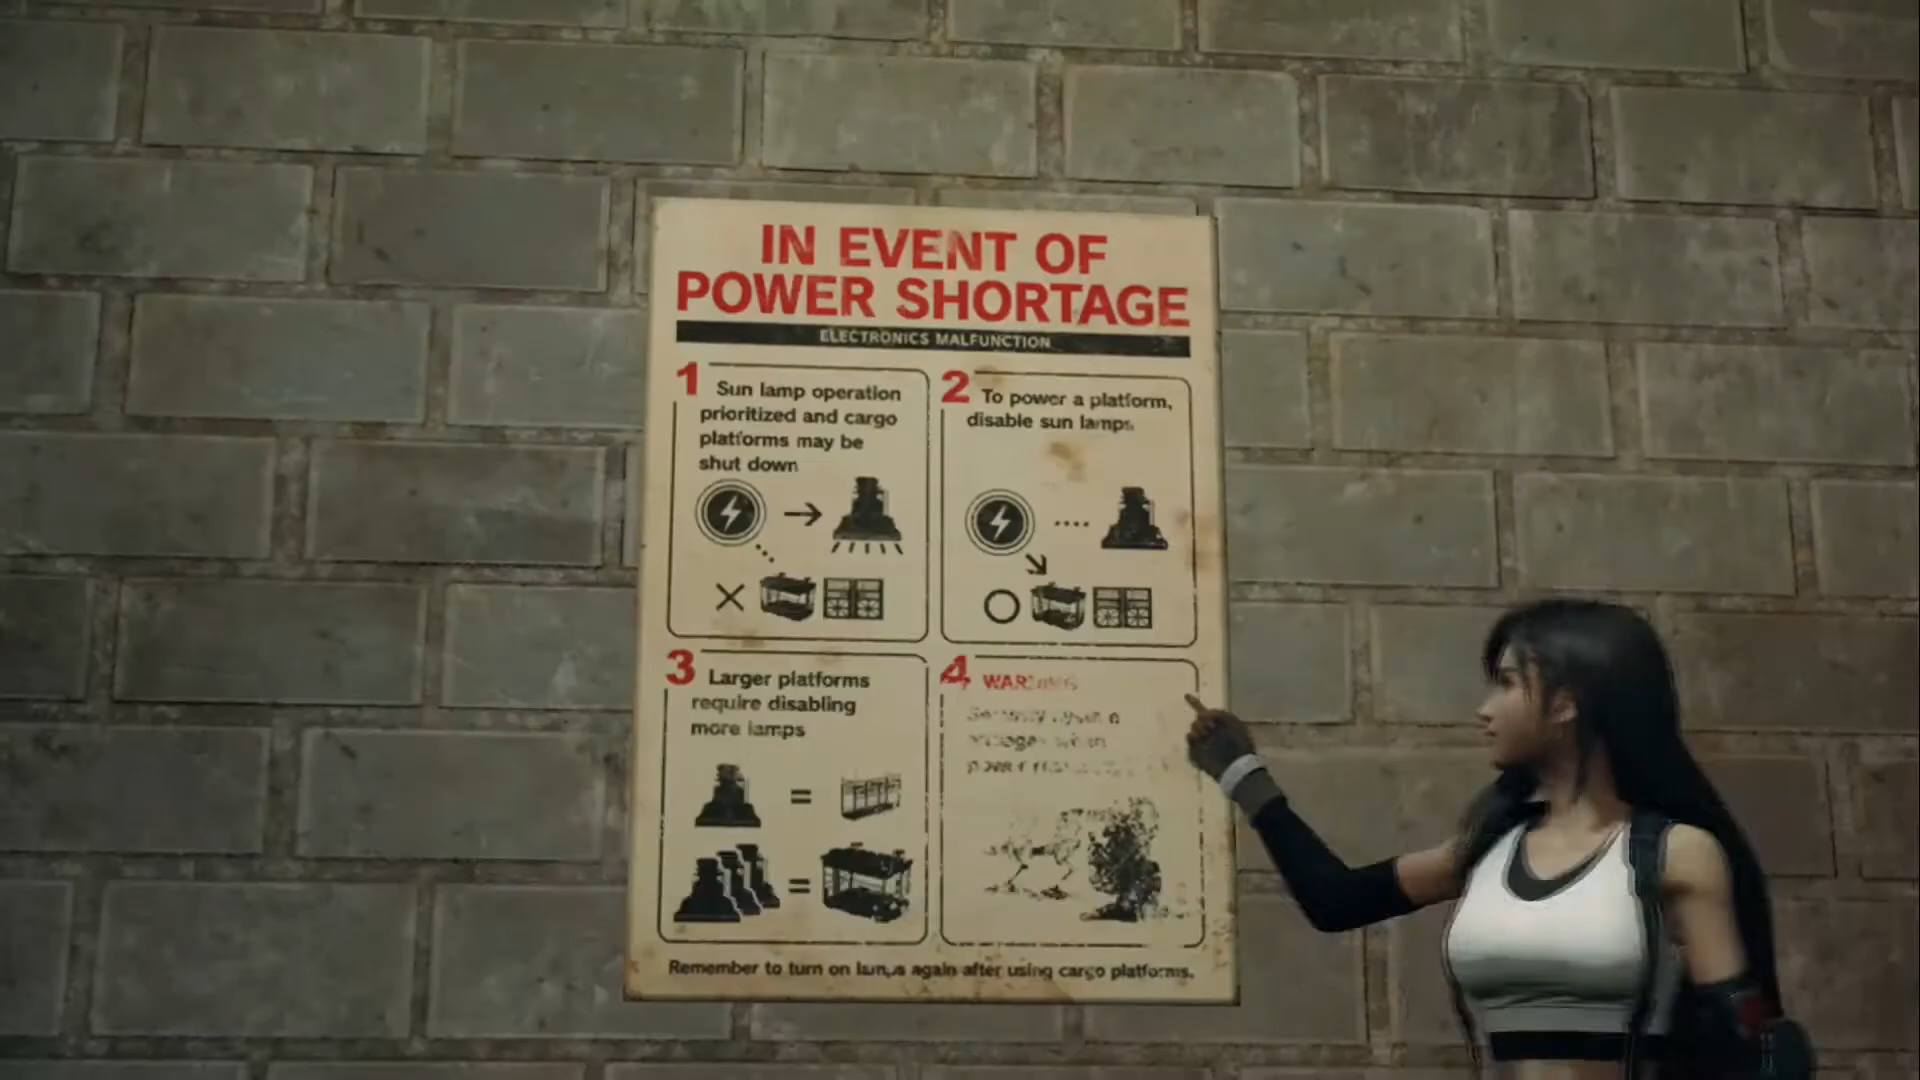 IN EVENT OF
POWER SHORTAGE
ELECTRONICS MALFUNCTION
1 Sun lamp operation
prioritized and cargo
platforms may be
shut down
2 To power a platform,
disable sun lamps
3 Larger platforms
require disabling
more lamps
4 WARNING
Remember to turn on lamps again after using cargo platforms.